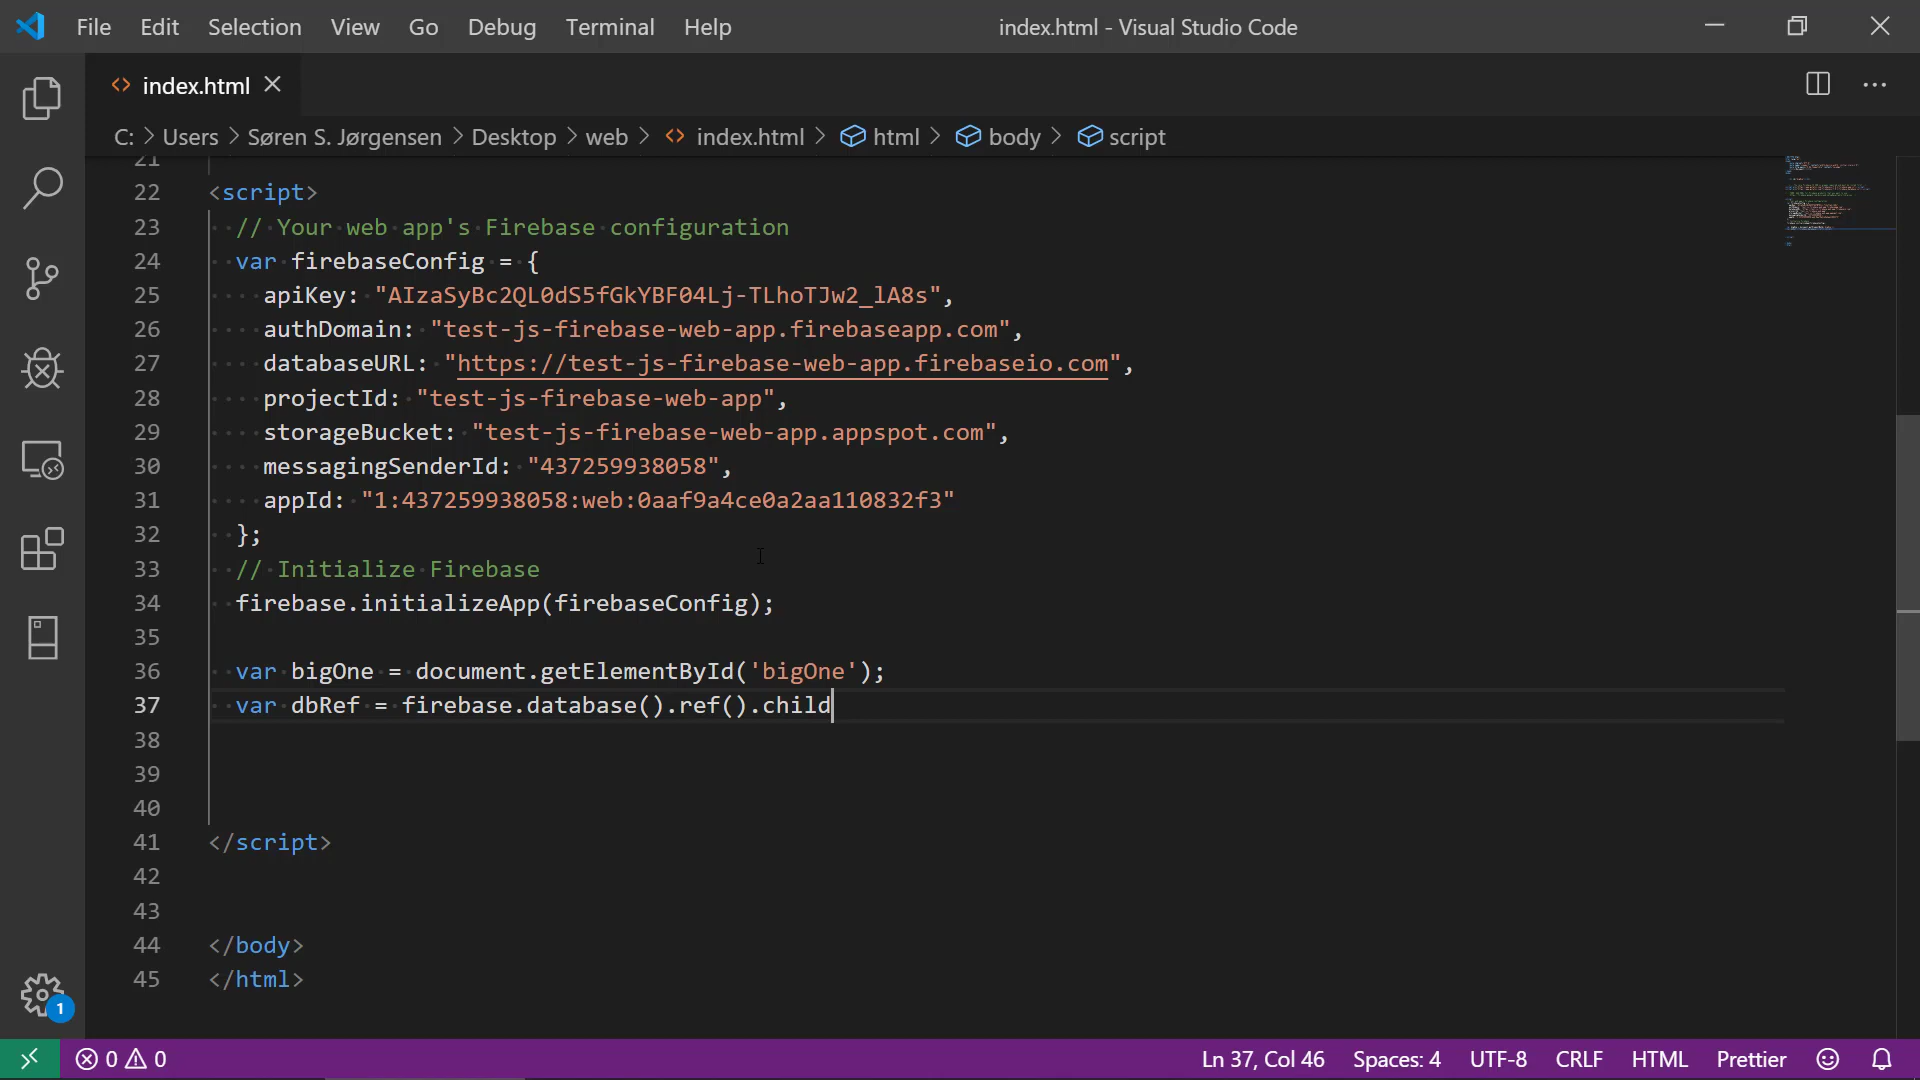 File Edit Selection View Go Debug Terminal Help index.html - Visual Studio Code
index.html
C: > Users > Søren S. Jørgensen > Desktop > web > index.html > html > body > script
21
22 <script>
23 // Your web app's Firebase configuration
24 var firebaseConfig = {
25 apiKey: "AIzaSyBc2QL0dS5fGkYBF04Lj-TLhoTJw2_lA8s",
26 authDomain: "test-js-firebase-web-app.firebaseapp.com",
27 databaseURL: "https://test-js-firebase-web-app.firebaseio.com",
28 projectId: "test-js-firebase-web-app",
29 storageBucket: "test-js-firebase-web-app.appspot.com",
30 messagingSenderId: "437259938058",
31 appId: "1:437259938058:web:0aaf9a4ce0a2aa110832f3"
32 };
33 // Initialize Firebase
34 firebase.initializeApp(firebaseConfig);
35
36 var bigOne = document.getElementById('bigOne');
37 var dbRef = firebase.database().ref().child
38
39
40
41 </script>
42
43
44 </body>
45 </html>
1
0 0 Ln 37, Col 46 Spaces: 4 UTF-8 CRLF HTML Prettier